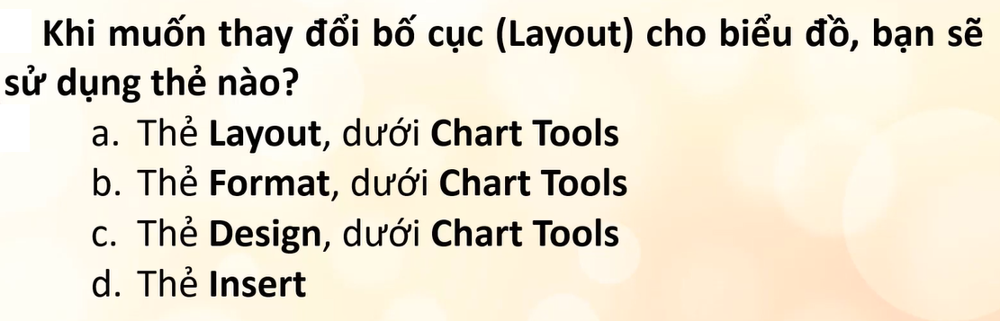 Khi muốn thay đổi bố cục (Layout) cho biểu đồ, bạn sẽ
sử dụng thẻ nào?
a. Thẻ Layout, dưới Chart Tools
b. Thẻ Format, dưới Chart Tools
c. Thẻ Design, dưới Chart Tools
d. Thẻ Insert